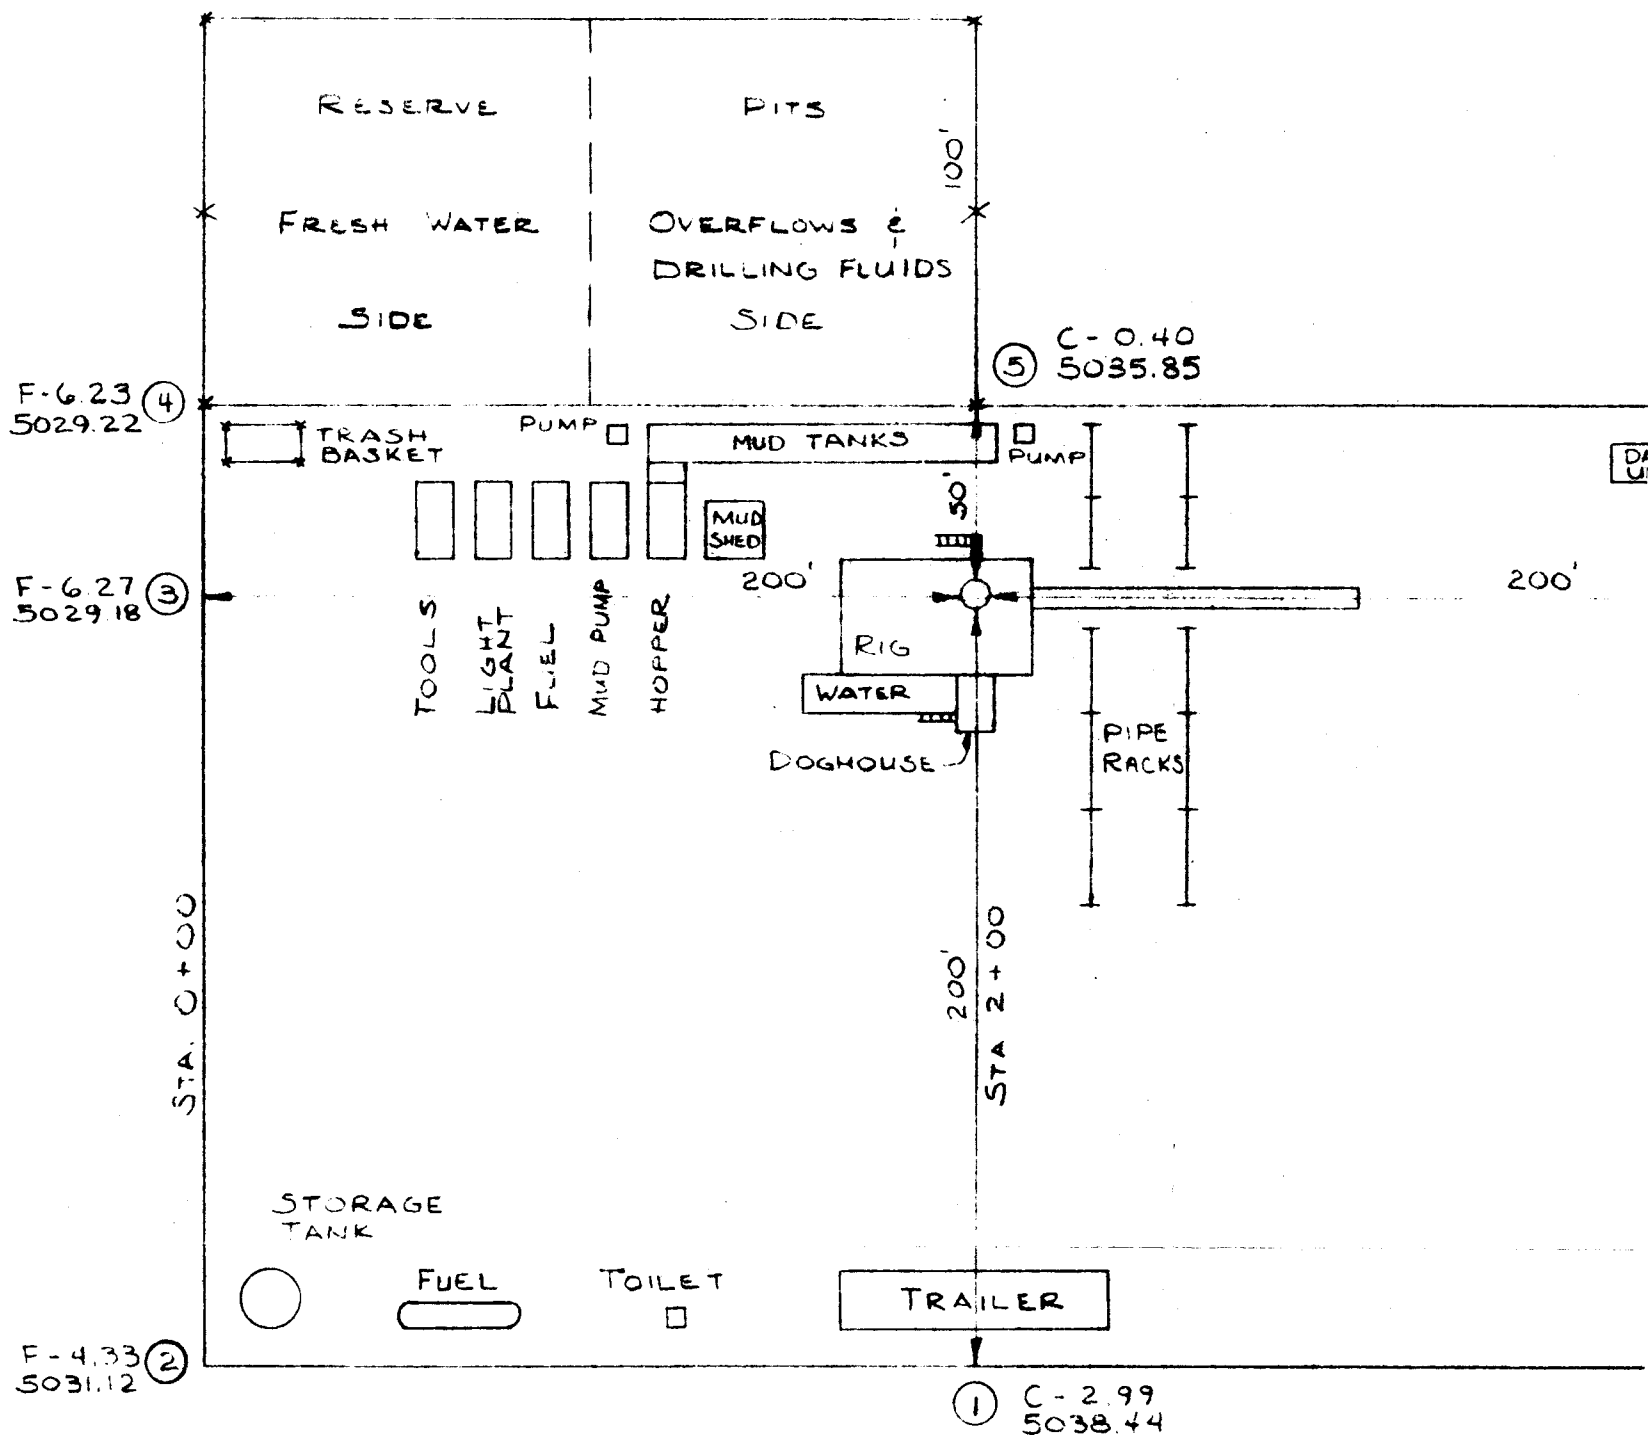 RESERVE PITS
100'
FRESH WATER
SIDE
OVERFLOWS &
DRILLING FLUIDS
SIDE
F-6.23 4
5029.22
5 C-0.40
5035.85
TRASH
BASKET
PUMP
MUD TANKS
PUMP
50'
MUD
SHED
F-6.27 3
5029.18
200'
200'
TOOLS
LIGHT
PLANT
FUEL
MUD PUMP
HOPPER
RIG
WATER
DOGHOUSE
PIPE
RACKS
STA. 0+00
200'
STA 2+00
STORAGE
TANK
FUEL
TOILET
TRAILER
F-4.33 2
5031.12
1 C-2.99
5038.44